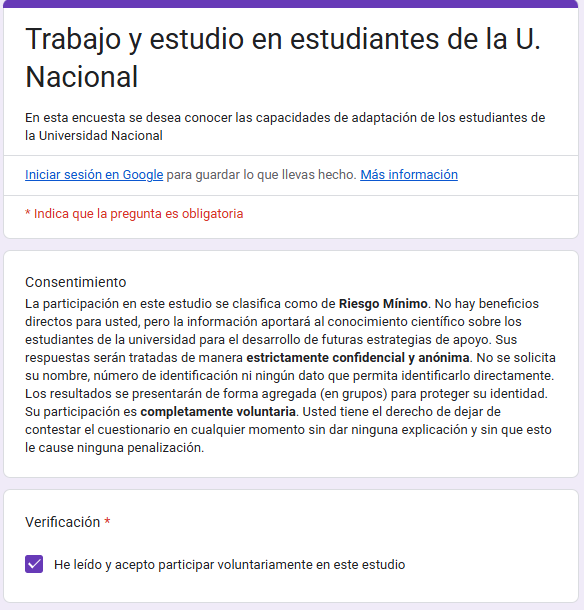 Trabajo y estudio en estudiantes de la U.
Nacional
En esta encuesta se desea conocer las capacidades de adaptación de los estudiantes de
la Universidad Nacional
Iniciar sesión en Google para guardar lo que llevas hecho. Más información
* Indica que la pregunta es obligatoria
Consentimiento
La participación en este estudio se clasifica como de Riesgo Mínimo. No hay beneficios
directos para usted, pero la información aportará al conocimiento científico sobre los
estudiantes de la universidad para el desarrollo de futuras estrategias de apoyo. Sus
respuestas serán tratadas de manera estrictamente confidencial y anónima. No se solicita
su nombre, número de identificación ni ningún dato que permita identificarlo directamente.
Los resultados se presentarán de forma agregada (en grupos) para proteger su identidad.
Su participación es completamente voluntaria. Usted tiene el derecho de dejar de
contestar el cuestionario en cualquier momento sin dar ninguna explicación y sin que esto
le cause ninguna penalización.
Verificación *
He leído y acepto participar voluntariamente en este estudio